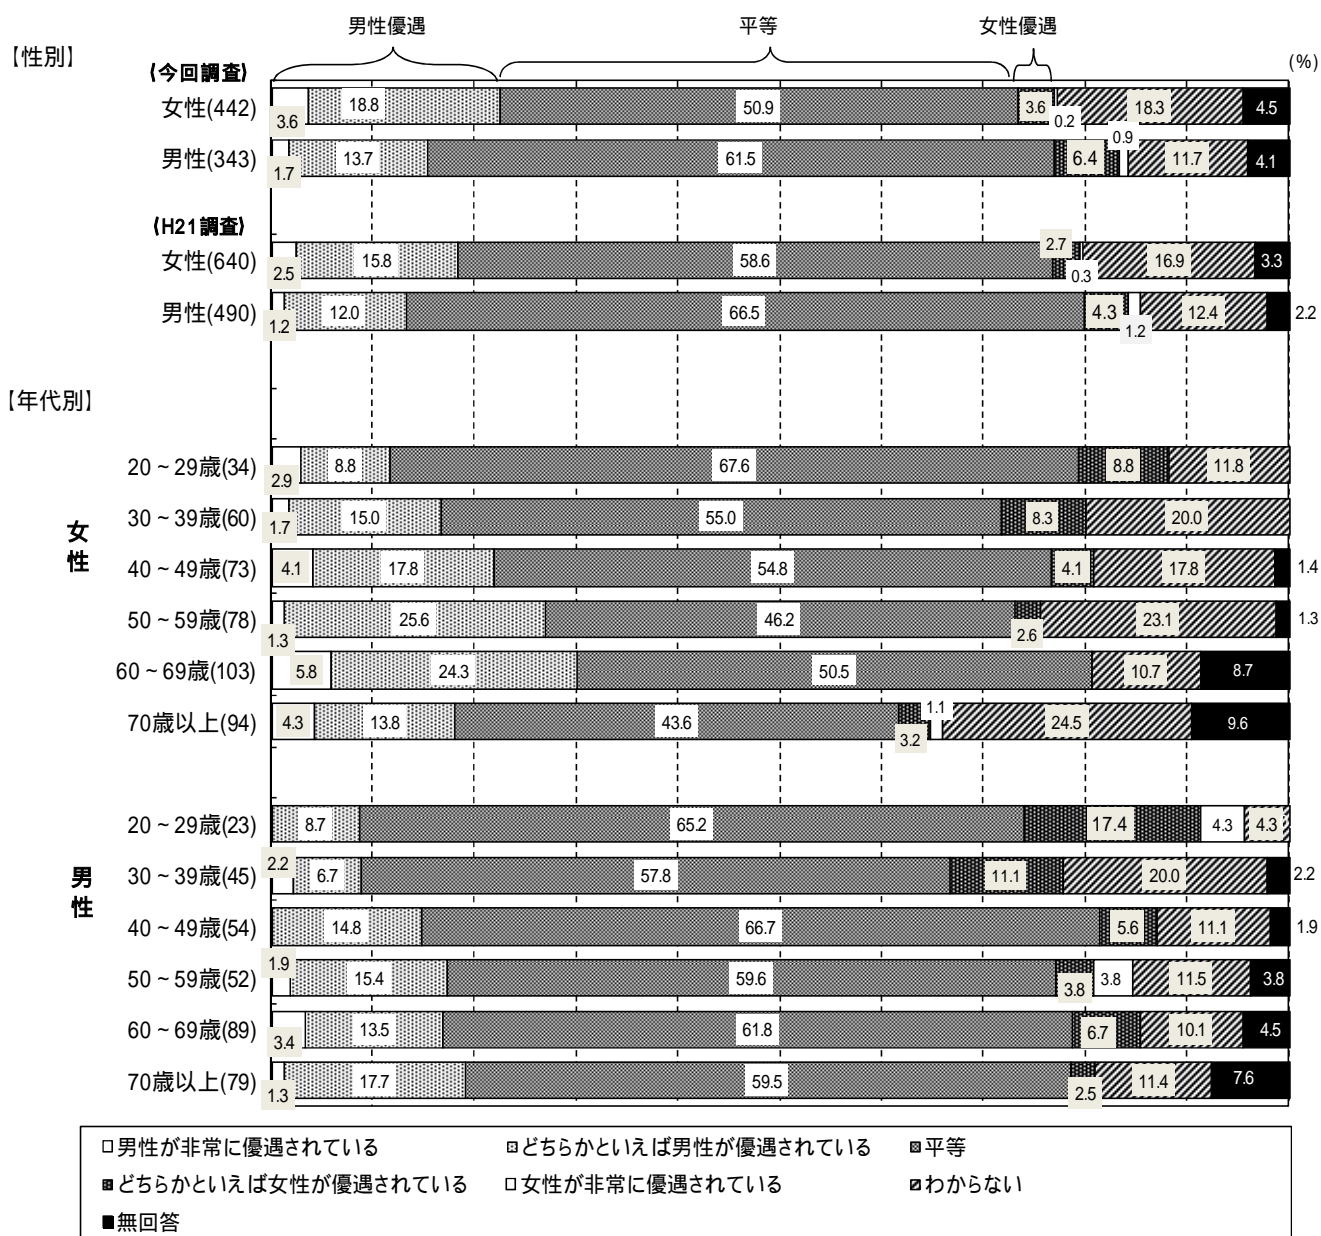 男性優遇 平等 女性優遇
【性別】
(%)
(今回調査)
女性(442) 3.6 18.8 50.9 3.6 0.2 18.3 4.5
男性(343) 1.7 13.7 61.5 6.4 0.9 11.7 4.1
(H21調査)
女性(640) 2.5 15.8 58.6 2.7 0.3 16.9 3.3
男性(490) 1.2 12.0 66.5 4.3 1.2 12.4 2.2
【年代別】
女性
20~29歳(34) 2.9 8.8 67.6 8.8 11.8
30~39歳(60) 1.7 15.0 55.0 8.3 20.0
40~49歳(73) 4.1 17.8 54.8 4.1 17.8 1.4
50~59歳(78) 1.3 25.6 46.2 2.6 23.1 1.3
60~69歳(103) 5.8 24.3 50.5 10.7 8.7
70歳以上(94) 4.3 13.8 43.6 3.2 1.1 24.5 9.6
男性
20~29歳(23) 8.7 65.2 17.4 4.3 4.3
30~39歳(45) 2.2 6.7 57.8 11.1 20.0 2.2
40~49歳(54) 14.8 66.7 5.6 11.1 1.9
50~59歳(52) 1.9 15.4 59.6 3.8 3.8 11.5 3.8
60~69歳(89) 3.4 13.5 61.8 6.7 10.1 4.5
70歳以上(79) 1.3 17.7 59.5 2.5 11.4 7.6
男性が非常に優遇されている どちらかといえば男性が優遇されている 平等
どちらかといえば女性が優遇されている 女性が非常に優遇されている わからない
無回答